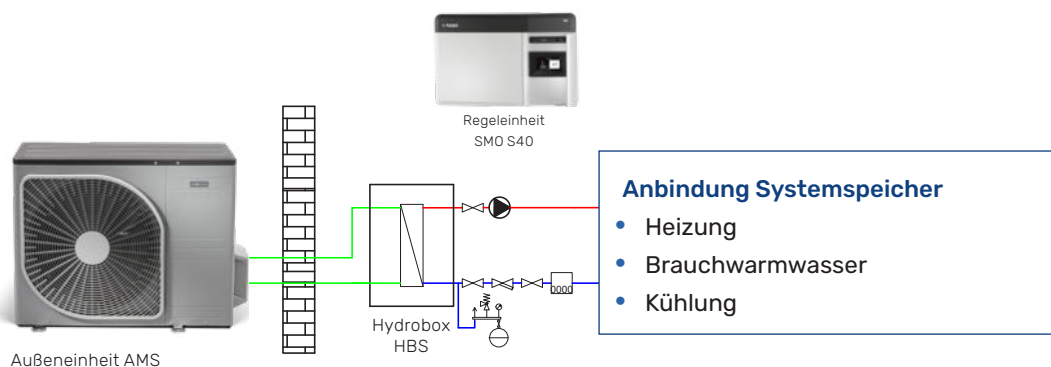 Regeleinheit
SMO S40
Anbindung Systemspeicher
• Heizung
• Brauchwarmwasser
• Kühlung
Hydrobox
HBS
Außeneinheit AMS